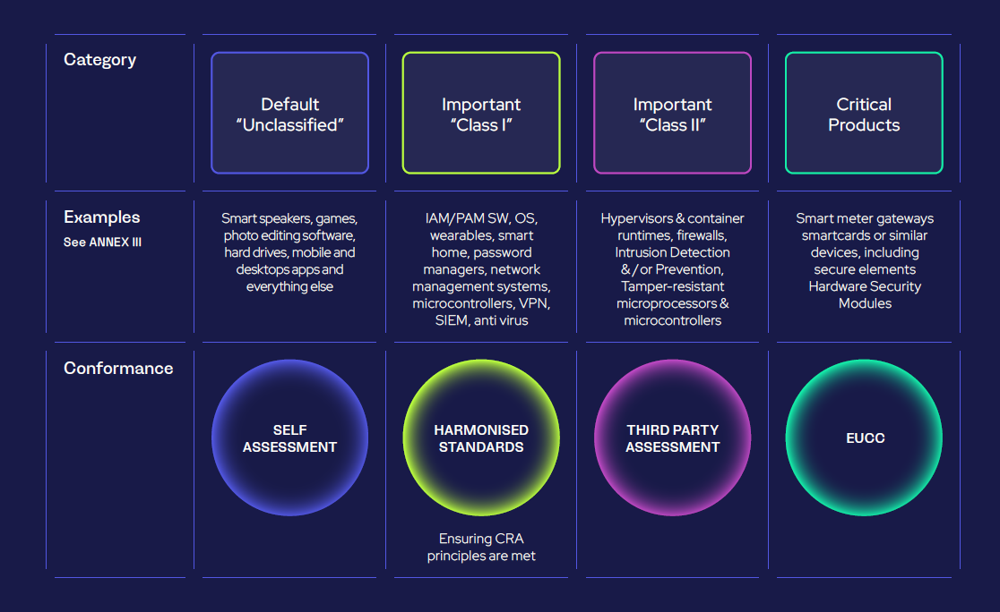 Category
Default
“Unclassified”
Important
“Class I”
Important
“Class II”
Critical
Products
Examples
See ANNEX III
Smart speakers, games,
photo editing software,
hard drives, mobile and
desktops apps and
everything else
IAM/PAM SW, OS,
wearables, smart
home, password
managers, network
management systems,
microcontrollers, VPN,
SIEM, anti virus
Hypervisors & container
runtimes, firewalls,
Intrusion Detection
& / or Prevention,
Tamper-resistant
microprocessors &
microcontrollers
Smart meter gateways
smartcards or similar
devices, including
secure elements
Hardware Security
Modules
Conformance
SELF
ASSESSMENT
HARMONISED
STANDARDS
Ensuring CRA
principles are met
THIRD PARTY
ASSESSMENT
EUCC